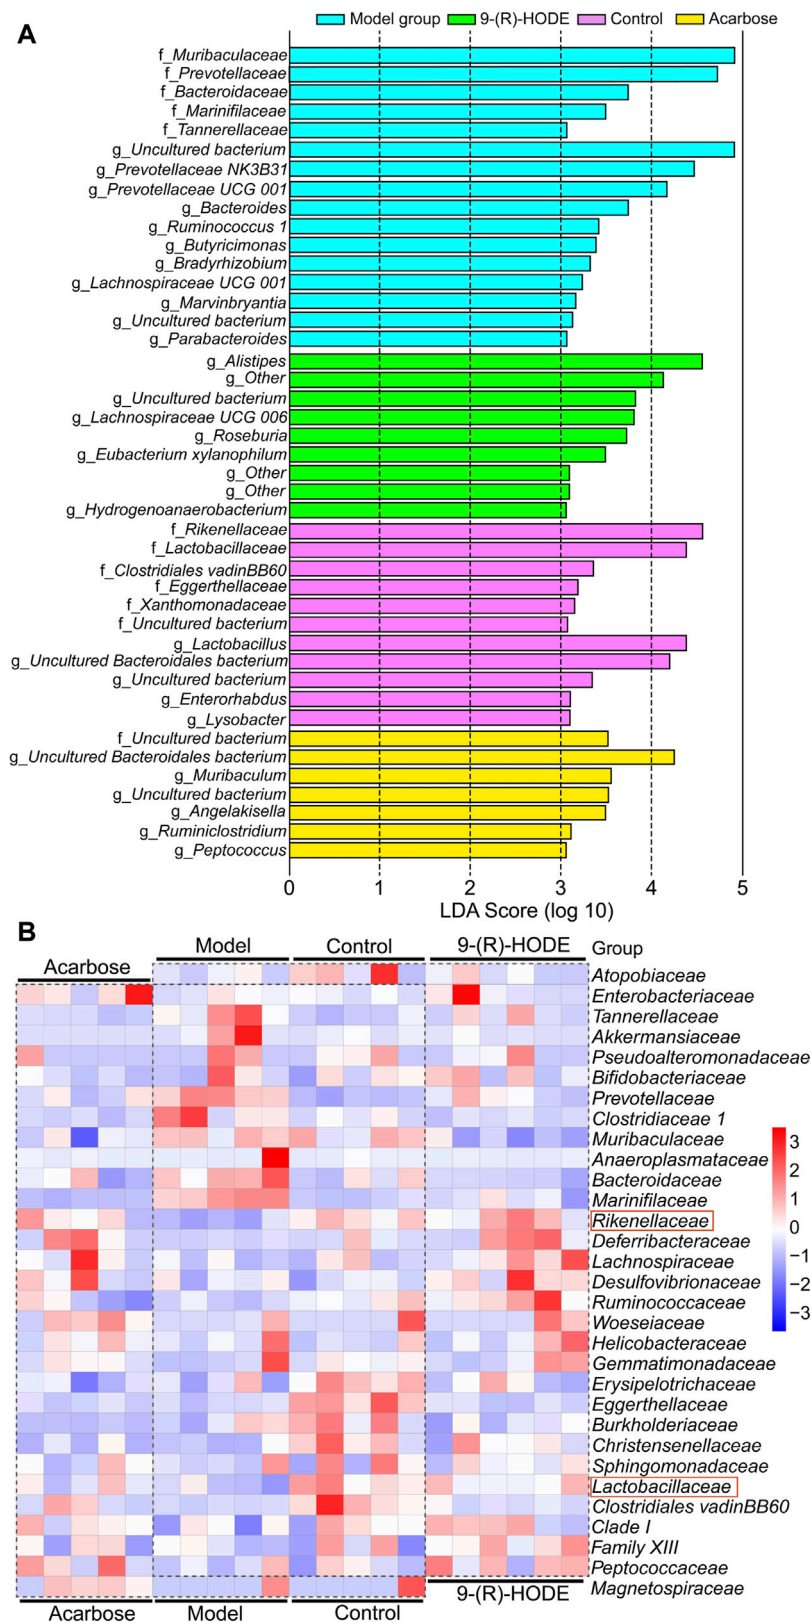 A
Model group 9-(R)-HODE Control Acarbose
f_Muribaculaceae
f_Prevotellaceae
f_Bacteroidaceae
f_Marinifilaceae
f_Tannerellaceae
g_Uncultured bacterium
g_Prevotellaceae NK3B31
g_Prevotellaceae UCG 001
g_Bacteroides
g_Ruminococcus 1
g_Butyricimonas
g_Bradyrhizobium
g_Lachnospiraceae UCG 001
g_Marvinbryantia
g_Uncultured bacterium
g_Parabacteroides
g_Alistipes
g_Other
g_Uncultured bacterium
g_Lachnospiraceae UCG 006
g_Roseburia
g_Eubacterium xylanophilum
g_Other
g_Other
g_Hydrogenoanaerobacterium
f_Rikenellaceae
f_Lactobacillaceae
f_Clostridiales vadinBB60
f_Eggerthellaceae
f_Xanthomonadaceae
f_Uncultured bacterium
g_Lactobacillus
g_Uncultured Bacteroidales bacterium
g_Uncultured bacterium
g_Enterorhabdus
g_Lysobacter
f_Uncultured bacterium
g_Uncultured Bacteroidales bacterium
g_Muribaculum
g_Uncultured bacterium
g_Angelakisella
g_Ruminiclostridium
g_Peptococcus
0 1 2 3 4 5
LDA Score (log 10)
B
Acarbose Model Control 9-(R)-HODE Group
Atopobiaceae
Enterobacteriaceae
Tannerellaceae
Akkermansiaceae
Pseudoalteromonadaceae
Bifidobacteriaceae
Prevotellaceae
Clostridiaceae 1
Muribaculaceae
Anaeroplasmataceae
Bacteroidaceae
Marinifilaceae
Rikenellaceae
Deferribacteraceae
Lachnospiraceae
Desulfovibrionaceae
Ruminococcaceae
Woeseiaceae
Helicobacteraceae
Gemmatimonadaceae
Erysipelotrichaceae
Eggerthellaceae
Burkholderiaceae
Christensenellaceae
Sphingomonadaceae
Lactobacillaceae
Clostridiales vadinBB60
Clade I
Family XIII
Peptococcaceae
Magnetospiraceae
3
2
1
0
−1
−2
−3
Acarbose Model Control 9-(R)-HODE